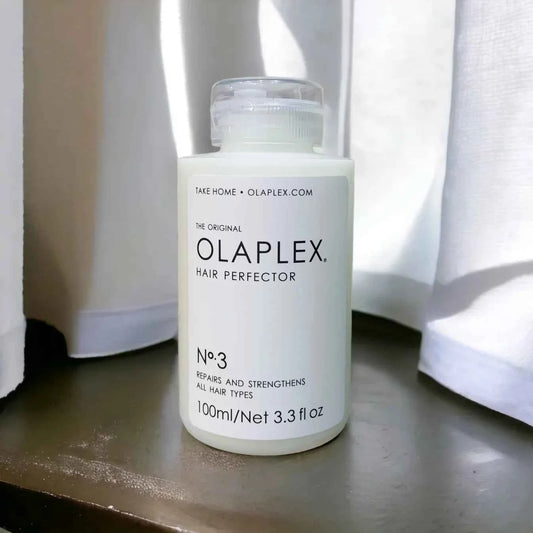 TAKE HOME • OLAPLEX.COM
THE ORIGINAL
OLAPLEX®
HAIR PERFECTOR
Nº.3
REPAIRS AND STRENGTHENS
ALL HAIR TYPES
100ml/Net 3.3 fl oz